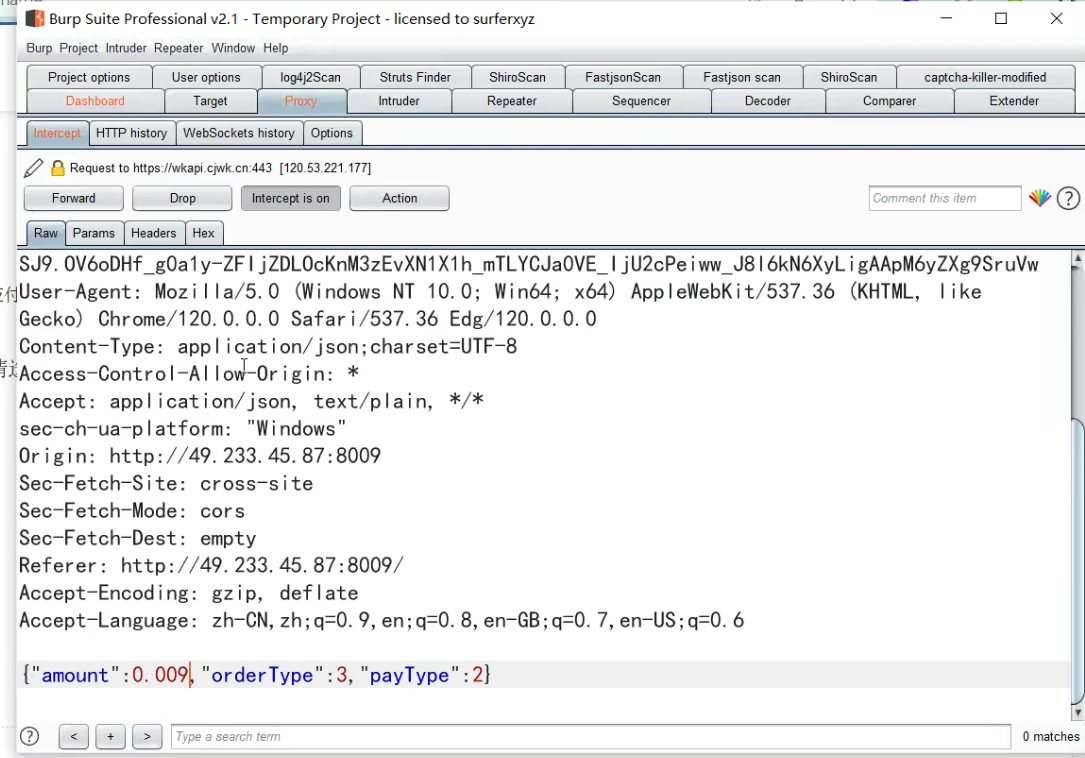 Burp Suite Professional v2.1 - Temporary Project - licensed to surferxyz
Burp Project Intruder Repeater Window Help
Project options User options log4j2Scan Struts Finder ShiroScan FastjsonScan Fastjson scan ShiroScan captcha-killer-modified
Dashboard Target Proxy Intruder Repeater Sequencer Decoder Comparer Extender
Intercept HTTP history WebSockets history Options
Request to https://wkapi.cjwk.cn:443 [120.53.221.177]
Forward Drop Intercept is on Action Comment this item ?
Raw Params Headers Hex
SJ9.OV6oDHf_g0a1y-ZFIjZDLOcKnM3zEvXN1X1h_mTLYCJaOVE_IjU2cPeiww_J8l6kN6XyLigAApM6yZXg9SruVw
User-Agent: Mozilla/5.0 (Windows NT 10.0; Win64; x64) AppleWebKit/537.36 (KHTML, like
Gecko) Chrome/120.0.0.0 Safari/537.36 Edg/120.0.0.0
Content-Type: application/json;charset=UTF-8
Access-Control-Allow-Origin: *
Accept: application/json, text/plain, */*
sec-ch-ua-platform: "Windows"
Origin: http://49.233.45.87:8009
Sec-Fetch-Site: cross-site
Sec-Fetch-Mode: cors
Sec-Fetch-Dest: empty
Referer: http://49.233.45.87:8009/
Accept-Encoding: gzip, deflate
Accept-Language: zh-CN,zh;q=0.9,en;q=0.8,en-GB;q=0.7,en-US;q=0.6
{"amount":0.009,"orderType":3,"payType":2}
? < + > Type a search term 0 matches